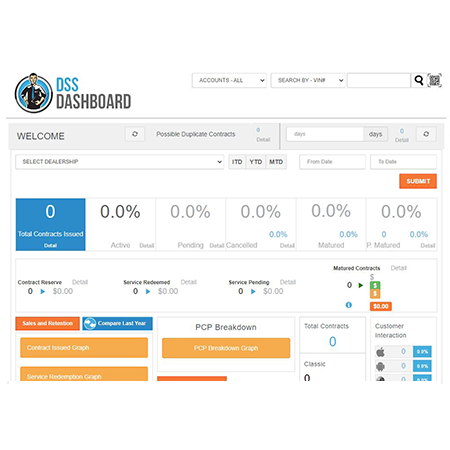 DSS
DASHBOARD
ACCOUNTS - ALL
SEARCH BY - VIN#
WELCOME
Possible Duplicate Contracts
0
Detail
days
days
0
Detail
SELECT DEALERSHIP
ITD YTD MTD
From Date
To Date
SUBMIT
0 0.0% 0.0% 0.0% 0.0% 0.0%
0.0% 0.0% 0 0.0%
Total Contracts Issued Active Detail Pending Detail Cancelled Detail Matured Detail P. Matured Detail
Detail
Matured Contracts Detail
Contract Reserve Detail Service Redeemed Detail Service Pending Detail
$
0 $0.00 0 $0.00 0 $0.00 0 $
$
$0.00
Sales and Retention Compare Last Year
Contract Issued Graph
Service Redemption Graph
PCP Breakdown
PCP Breakdown Graph
Total Contracts
0
Classic
0
Customer
Interaction
0 0.0%
0 0.0%
0 0.0%